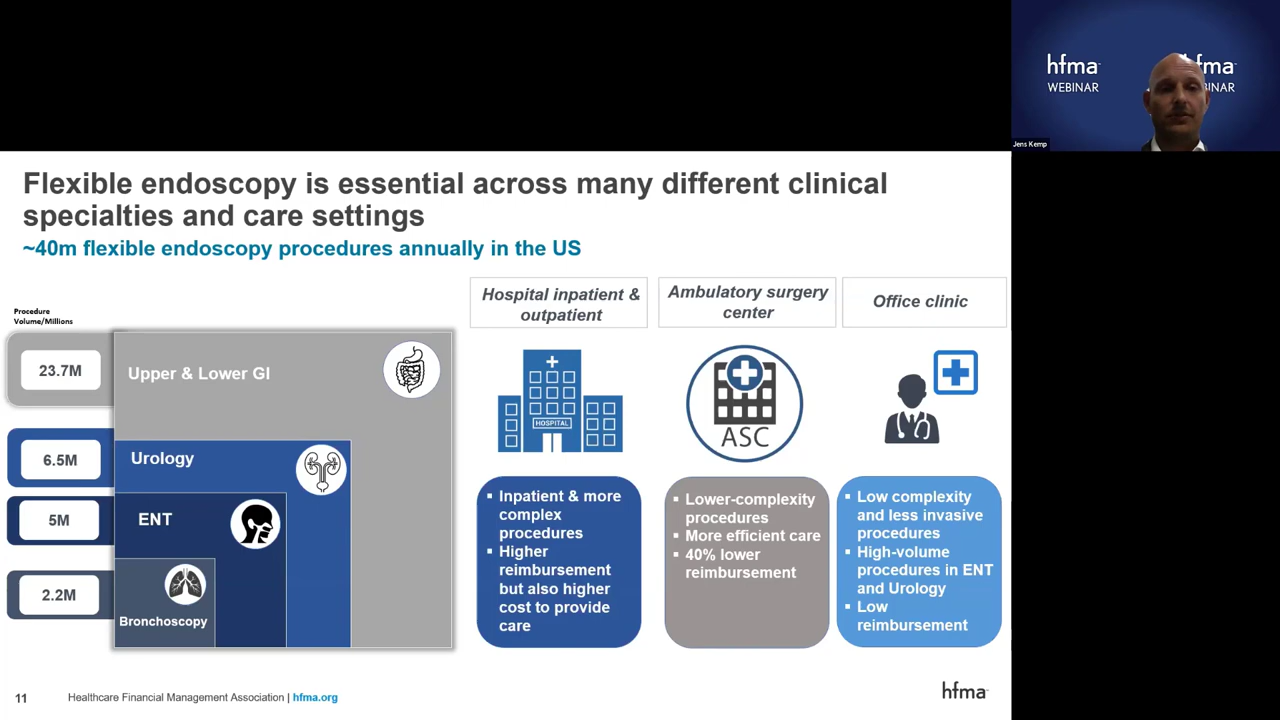 hfma
WEBINAR
hfma
INAR
Jens Kemp
Flexible endoscopy is essential across many different clinical
specialties and care settings
~40m flexible endoscopy procedures annually in the US
Procedure
Volume/Millions
23.7M
Upper & Lower GI
6.5M
Urology
5M
ENT
2.2M
Bronchoscopy
Hospital inpatient &
outpatient
HOSPITAL
▪ Inpatient & more
complex
procedures
▪ Higher
reimbursement
but also higher
cost to provide
care
Ambulatory surgery
center
ASC
▪ Lower-complexity
procedures
▪ More efficient care
▪ 40% lower
reimbursement
Office clinic
▪ Low complexity
and less invasive
procedures
▪ High-volume
procedures in ENT
and Urology
▪ Low
reimbursement
11
Healthcare Financial Management Association | hfma.org
hfma